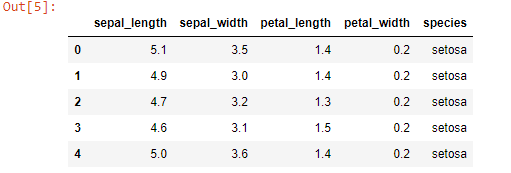 Out[5]:
sepal_length sepal_width petal_length petal_width species
0 5.1 3.5 1.4 0.2 setosa
1 4.9 3.0 1.4 0.2 setosa
2 4.7 3.2 1.3 0.2 setosa
3 4.6 3.1 1.5 0.2 setosa
4 5.0 3.6 1.4 0.2 setosa